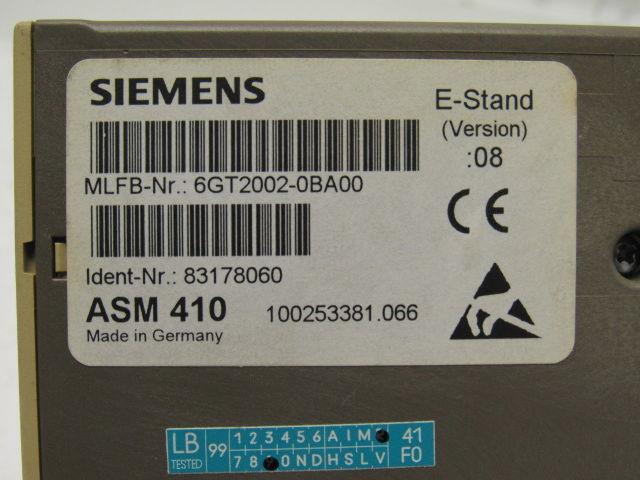 SIEMENS
E-Stand
(Version)
:08
MLFB-Nr.: 6GT2002-0BA00
CE
Ident-Nr.: 83178060
ASM 410 100253381.066
Made in Germany
LB 99 1 2 3 4 5 6 A I M 41
TESTED 7 8 0 N D H S L V F0